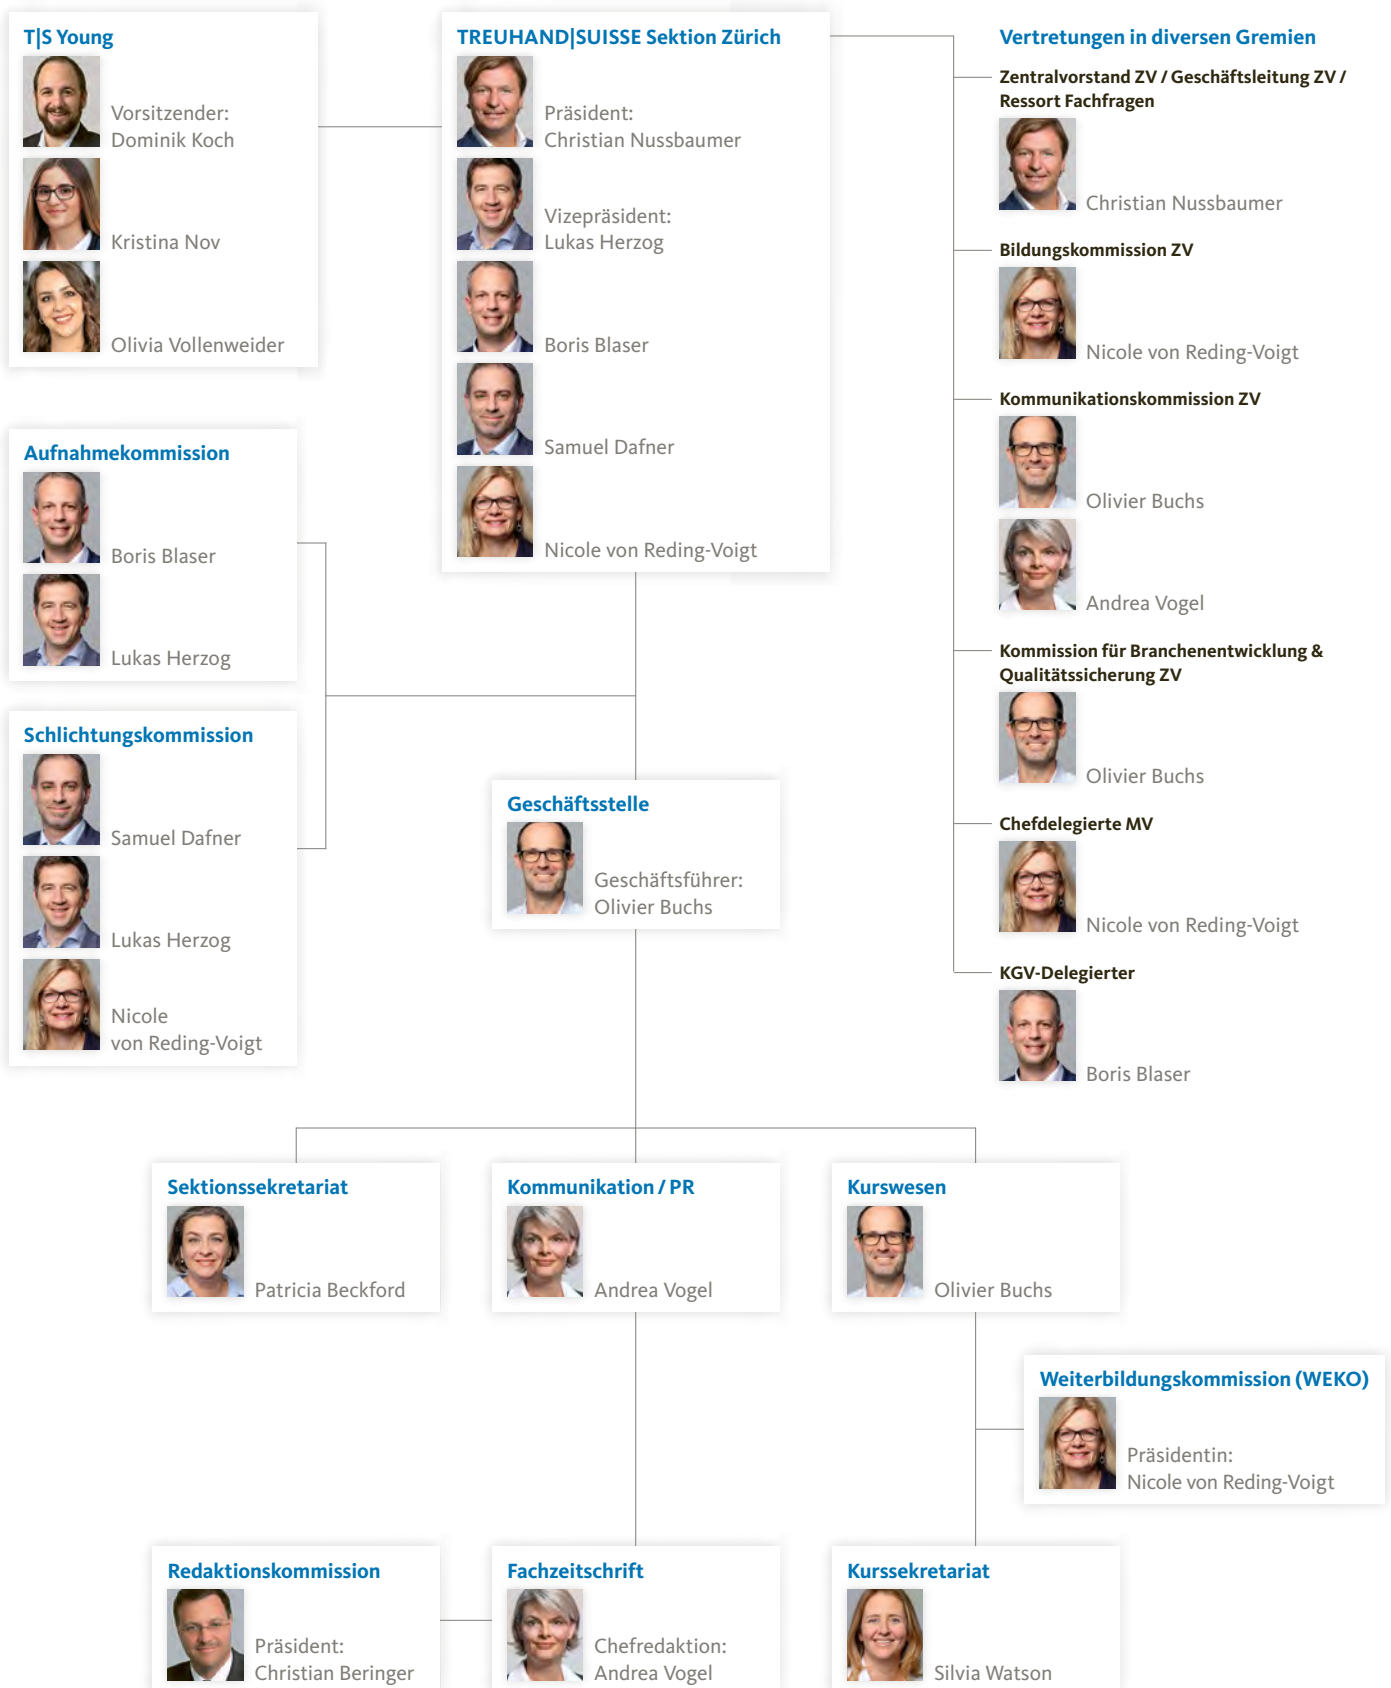 T|S Young
Vorsitzender:
Dominik Koch
Kristina Nov
Olivia Vollenweider
TREUHAND|SUISSE Sektion Zürich
Präsident:
Christian Nussbaumer
Vizepräsident:
Lukas Herzog
Boris Blaser
Samuel Dafner
Nicole von Reding-Voigt
Vertretungen in diversen Gremien
Zentralvorstand ZV / Geschäftsleitung ZV /
Ressort Fachfragen
Christian Nussbaumer
Bildungskommission ZV
Nicole von Reding-Voigt
Kommunikationskommission ZV
Olivier Buchs
Andrea Vogel
Kommission für Branchenentwicklung &
Qualitätssicherung ZV
Olivier Buchs
Chefdelegierte MV
Nicole von Reding-Voigt
KGV-Delegierter
Boris Blaser
Aufnahmekommission
Boris Blaser
Lukas Herzog
Schlichtungskommission
Samuel Dafner
Lukas Herzog
Nicole
von Reding-Voigt
Geschäftsstelle
Geschäftsführer:
Olivier Buchs
Sektionssekretariat
Patricia Beckford
Kommunikation / PR
Andrea Vogel
Kurswesen
Olivier Buchs
Weiterbildungskommission (WEKO)
Präsidentin:
Nicole von Reding-Voigt
Redaktionskommission
Präsident:
Christian Beringer
Fachzeitschrift
Chefredaktion:
Andrea Vogel
Kurssekretariat
Silvia Watson